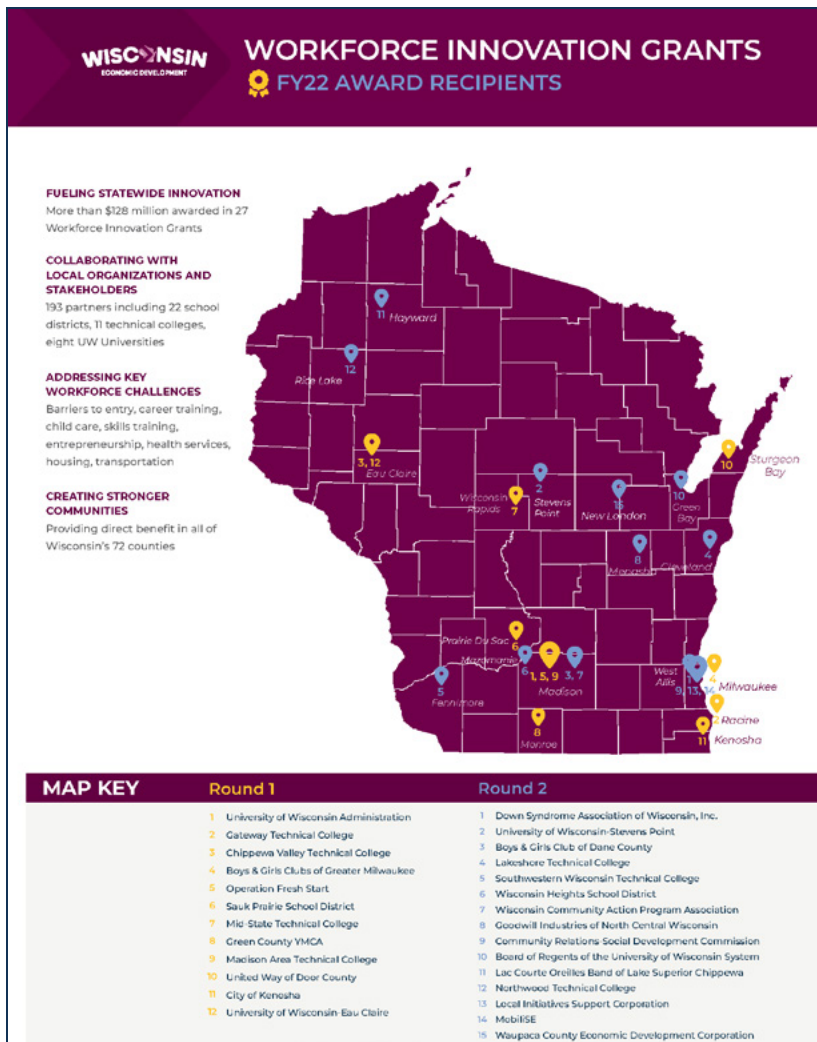 WISCONSIN
ECONOMIC DEVELOPMENT
WORKFORCE INNOVATION GRANTS
FY22 AWARD RECIPIENTS
FUELING STATEWIDE INNOVATION
More than $128 million awarded in 27
Workforce Innovation Grants
COLLABORATING WITH
LOCAL ORGANIZATIONS AND
STAKEHOLDERS
193 partners including 22 school
districts, 11 technical colleges,
eight UW Universities
ADDRESSING KEY
WORKFORCE CHALLENGES
Barriers to entry, career training,
child care, skills training,
entrepreneurship, health services,
housing, transportation
CREATING STRONGER
COMMUNITIES
Providing direct benefit in all of
Wisconsin's 72 counties
11
Hayward
12
Rice Lake
3, 12
Eau Claire
10
Sturgeon
Bay
2
Stevens
Point
Wisconsin
Rapids
7
15
New London
10
Green
Bay
8
Menasha
4
Cleveland
Prairie Du Sac
6
Mazomanie
6
1, 5, 9
3, 7
Madison
5
Fennimore
8
Monroe
West
Allis
1
9, 13, 14
4
Milwaukee
2
Racine
11
Kenosha
MAP KEY
Round 1
1 University of Wisconsin Administration
2 Gateway Technical College
3 Chippewa Valley Technical College
4 Boys & Girls Clubs of Greater Milwaukee
5 Operation Fresh Start
6 Sauk Prairie School District
7 Mid-State Technical College
8 Green County YMCA
9 Madison Area Technical College
10 United Way of Door County
11 City of Kenosha
12 University of Wisconsin-Eau Claire
Round 2
1 Down Syndrome Association of Wisconsin, Inc.
2 University of Wisconsin-Stevens Point
3 Boys & Girls Club of Dane County
4 Lakeshore Technical College
5 Southwestern Wisconsin Technical College
6 Wisconsin Heights School District
7 Wisconsin Community Action Program Association
8 Goodwill Industries of North Central Wisconsin
9 Community Relations-Social Development Commission
10 Board of Regents of the University of Wisconsin System
11 Lac Courte Oreilles Band of Lake Superior Chippewa
12 Northwood Technical College
13 Local Initiatives Support Corporation
14 MobiliSE
15 Waupaca County Economic Development Corporation